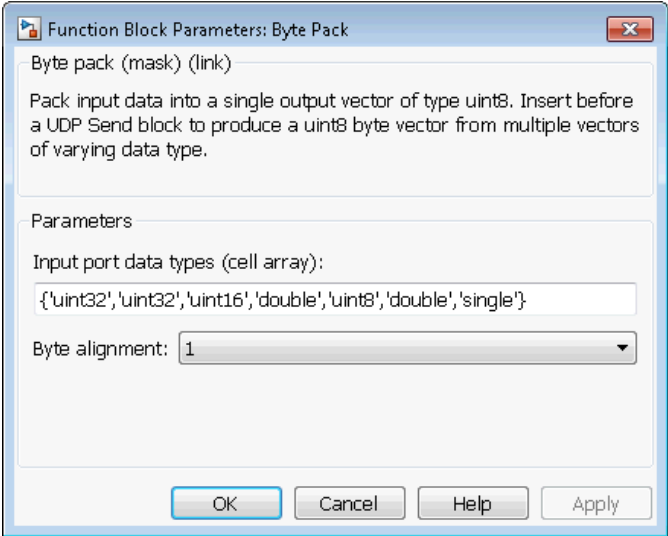 Function Block Parameters: Byte Pack
Byte pack (mask) (link)
Pack input data into a single output vector of type uint8. Insert before
a UDP Send block to produce a uint8 byte vector from multiple vectors
of varying data type.
Parameters
Input port data types (cell array):
{'uint32','uint32','uint16','double','uint8','double','single'}
Byte alignment: 1
OK Cancel Help Apply